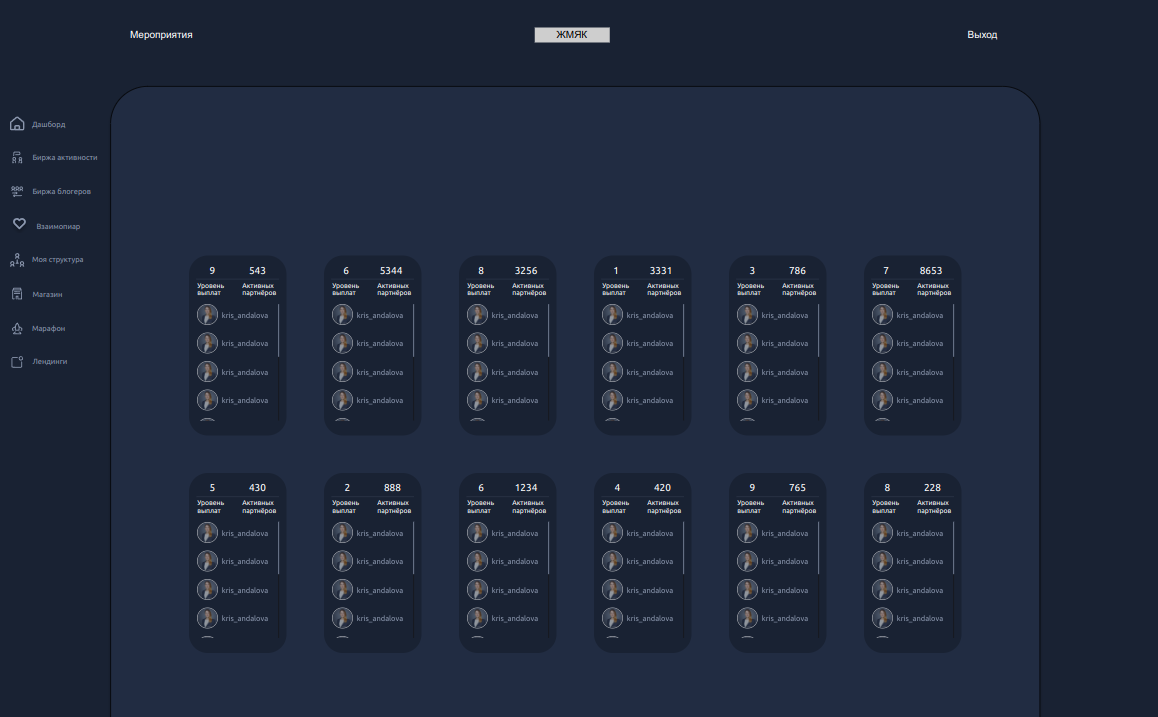 Мероприятия ЖМЯК Выход
Дашборд
Биржа активности
Биржа блогеров
Взаимопиар
Моя структура
Магазин
Марафон
Лендинги
9 543
Уровень Активных
выплат партнёров
kris_andalova
kris_andalova
kris_andalova
kris_andalova
6 5344
Уровень Активных
выплат партнёров
kris_andalova
kris_andalova
kris_andalova
kris_andalova
8 3256
Уровень Активных
выплат партнёров
kris_andalova
kris_andalova
kris_andalova
kris_andalova
1 3331
Уровень Активных
выплат партнёров
kris_andalova
kris_andalova
kris_andalova
kris_andalova
3 786
Уровень Активных
выплат партнёров
kris_andalova
kris_andalova
kris_andalova
kris_andalova
7 8653
Уровень Активных
выплат партнёров
kris_andalova
kris_andalova
kris_andalova
kris_andalova
5 430
Уровень Активных
выплат партнёров
kris_andalova
kris_andalova
kris_andalova
kris_andalova
2 888
Уровень Активных
выплат партнёров
kris_andalova
kris_andalova
kris_andalova
kris_andalova
6 1234
Уровень Активных
выплат партнёров
kris_andalova
kris_andalova
kris_andalova
kris_andalova
4 420
Уровень Активных
выплат партнёров
kris_andalova
kris_andalova
kris_andalova
kris_andalova
9 765
Уровень Активных
выплат партнёров
kris_andalova
kris_andalova
kris_andalova
kris_andalova
8 228
Уровень Активных
выплат партнёров
kris_andalova
kris_andalova
kris_andalova
kris_andalova